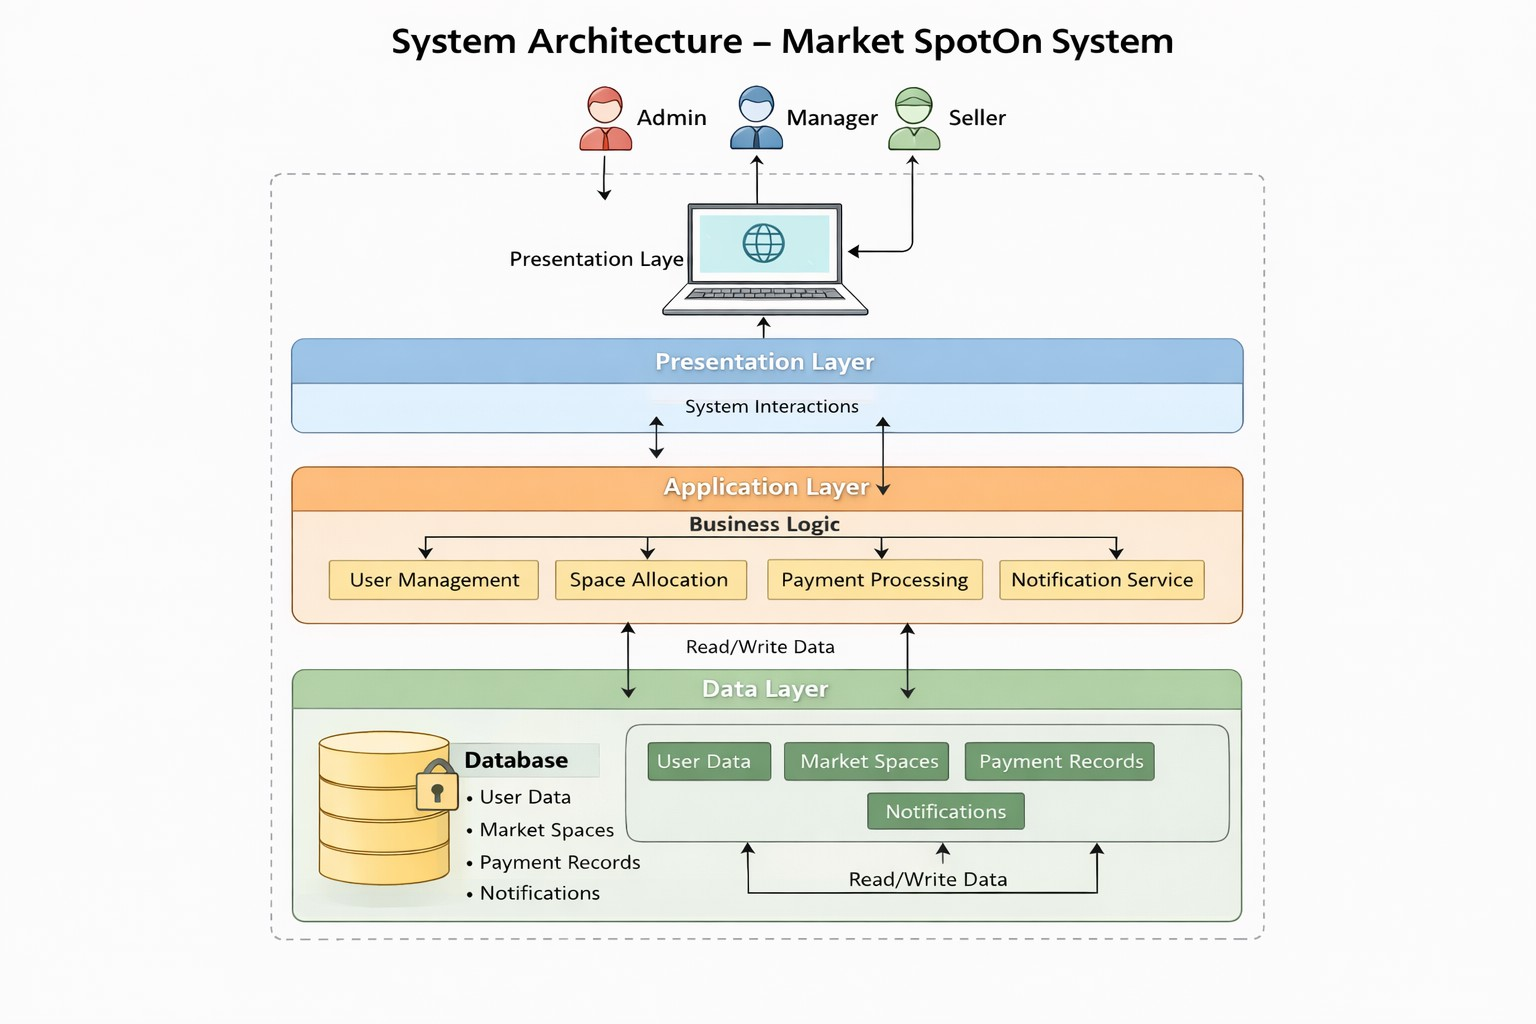 System Architecture – Market SpotOn System
Admin
Manager
Seller
Presentation Laye
Presentation Layer
System Interactions
Application Layer
Business Logic
User Management
Space Allocation
Payment Processing
Notification Service
Read/Write Data
Data Layer
Database
• User Data
• Market Spaces
• Payment Records
• Notifications
User Data
Market Spaces
Payment Records
Notifications
Read/Write Data